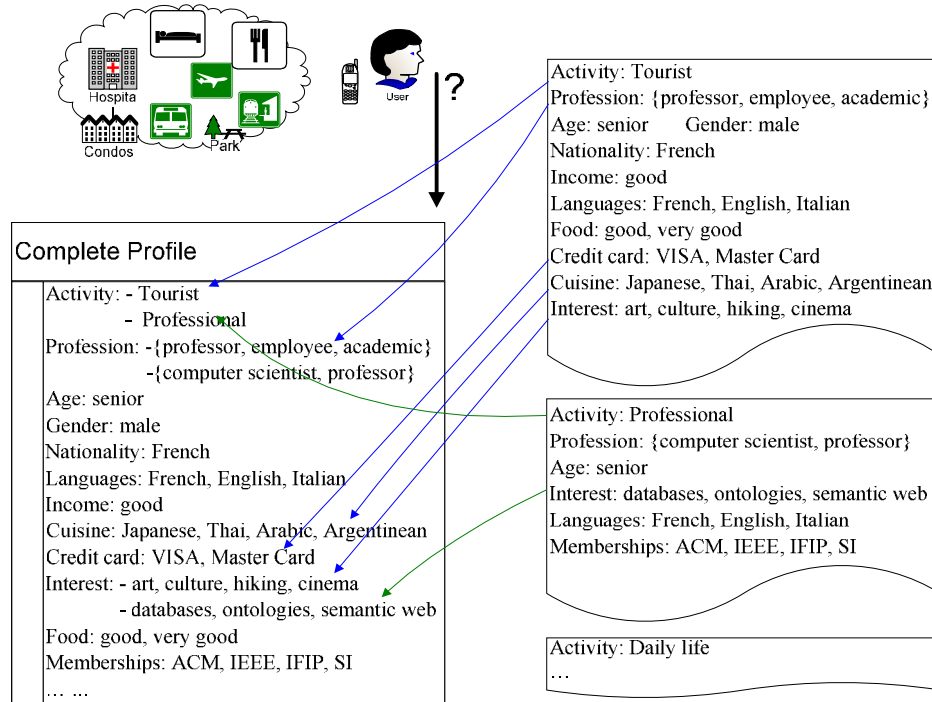 Hospita
Condos
Park
User
?
Complete Profile
Activity: - Tourist
- Professional
Profession: -{professor, employee, academic}
-{computer scientist, professor}
Age: senior
Gender: male
Nationality: French
Languages: French, English, Italian
Income: good
Cuisine: Japanese, Thai, Arabic, Argentinean
Credit card: VISA, Master Card
Interest: - art, culture, hiking, cinema
- databases, ontologies, semantic web
Food: good, very good
Memberships: ACM, IEEE, IFIP, SI
... ...
Activity: Tourist
Profession: {professor, employee, academic}
Age: senior Gender: male
Nationality: French
Income: good
Languages: French, English, Italian
Food: good, very good
Credit card: VISA, Master Card
Cuisine: Japanese, Thai, Arabic, Argentinean
Interest: art, culture, hiking, cinema
Activity: Professional
Profession: {computer scientist, professor}
Age: senior
Interest: databases, ontologies, semantic web
Languages: French, English, Italian
Memberships: ACM, IEEE, IFIP, SI
Activity: Daily life
...